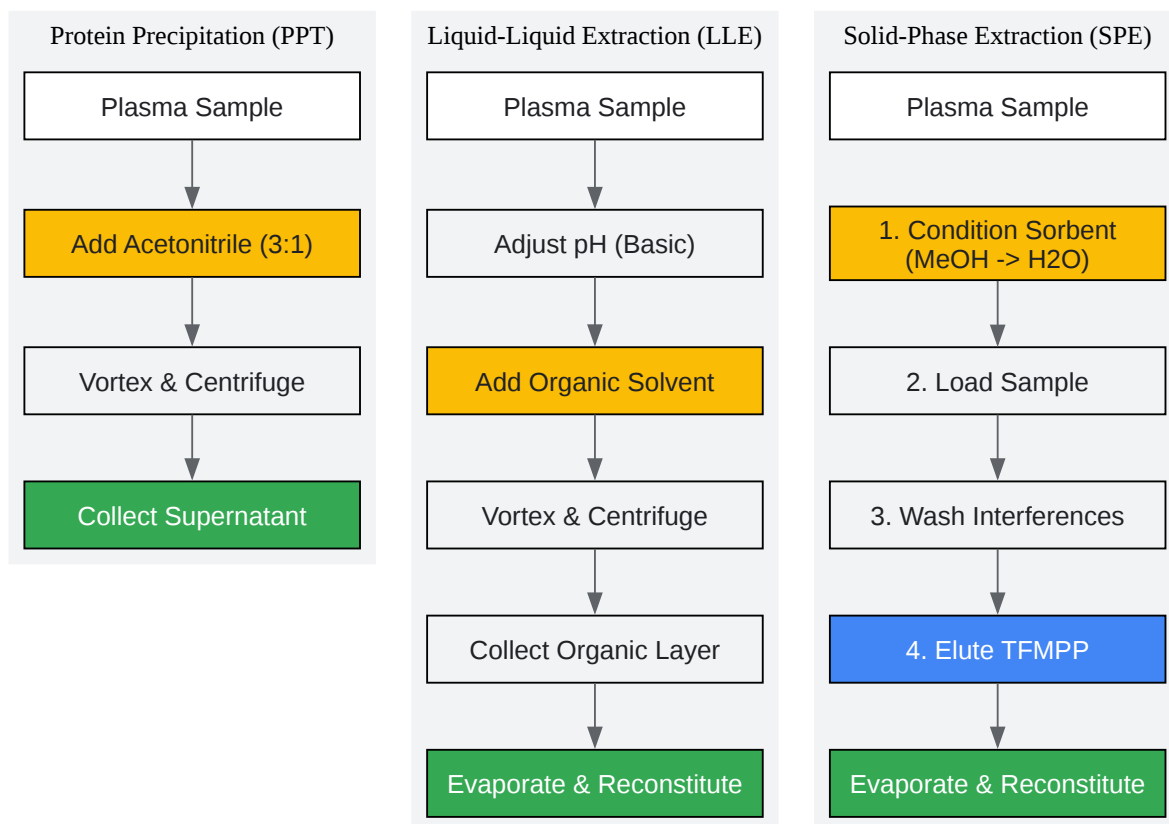 Protein Precipitation (PPT)
Plasma Sample
Add Acetonitrile (3:1)
Vortex & Centrifuge
Collect Supernatant
Liquid-Liquid Extraction (LLE)
Plasma Sample
Adjust pH (Basic)
Add Organic Solvent
Vortex & Centrifuge
Collect Organic Layer
Evaporate & Reconstitute
Solid-Phase Extraction (SPE)
Plasma Sample
1. Condition Sorbent
(MeOH -> H2O)
2. Load Sample
3. Wash Interferences
4. Elute TFMPP
Evaporate & Reconstitute